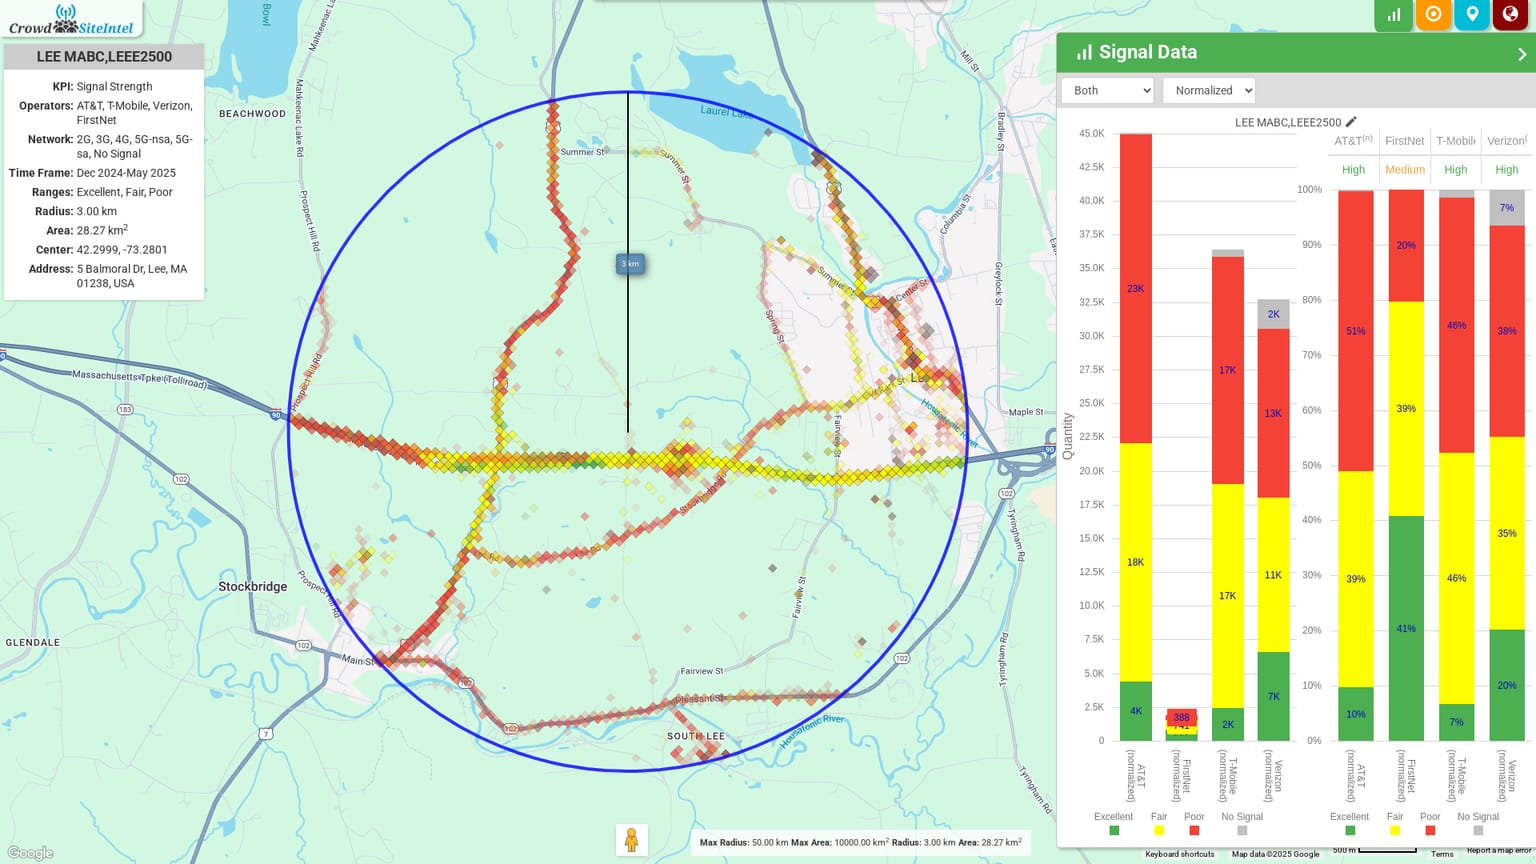 Crowd SiteIntel
LEE MABC,LEEE2500
KPI: Signal Strength
Operators: AT&T, T-Mobile, Verizon,
FirstNet
Network: 2G, 3G, 4G, 5G-nsa, 5G-
sa, No Signal
Time Frame: Dec 2024-May 2025
Ranges: Excellent, Fair, Poor
Radius: 3.00 km
Area: 28.27 km2
Center: 42.2999, -73.2801
Address: 5 Balmoral Dr, Lee, MA
01238, USA
Bowl
Mahkeenac Lake Rd
BEACHWOOD
Prospect Hill Rd
Prospect Hill Rd
Massachusetts Tpke (Toll road)
90
183
102
Stockbridge
Prospect Hill Rd
GLENDALE
102
Main St
7
102
102
Laurel Lake
Summer St
Summer St
3 km
Summer St
Spring St
Center St
Columbia St
Mill St
Bradley St
Greylock St
Maple St
Housatonic River
Fairview St
90
102
Tyringham Rd
Tyringham Rd
Tyringham Rd
Fairview St
102
Fairview St
Pleasant St
SOUTH LEE
Housatonic River
Google
Max Radius: 50.00 km Max Area: 10000.00 km2 Radius: 3.00 km Area: 28.27 km2
Keyboard shortcuts
Map data ©2025 Google
500 m
Terms
Report a map error
Signal Data
Both
Normalized
LEE MABC,LEEE2500
45.0K
42.5K
40.0K
37.5K
35.0K
32.5K
30.0K
27.5K
25.0K
22.5K
20.0K
17.5K
15.0K
12.5K
10.0K
7.5K
5.0K
2.5K
0
Quantity
23K
18K
4K
388
741
17K
17K
2K
2K
13K
11K
7K
AT&T (normalized)
FirstNet (normalized)
T-Mobile (normalized)
Verizon (normalized)
Excellent
Fair
Poor
No Signal
AT&T(n)
FirstNet
T-Mobil
Verizon(
High
Medium
High
High
100%
90%
80%
70%
60%
50%
40%
30%
20%
10%
0%
51%
39%
10%
20%
39%
41%
46%
46%
7%
7%
38%
35%
20%
AT&T (normalized)
FirstNet (normalized)
T-Mobile (normalized)
Verizon (normalized)
Excellent
Fair
Poor
No Signal